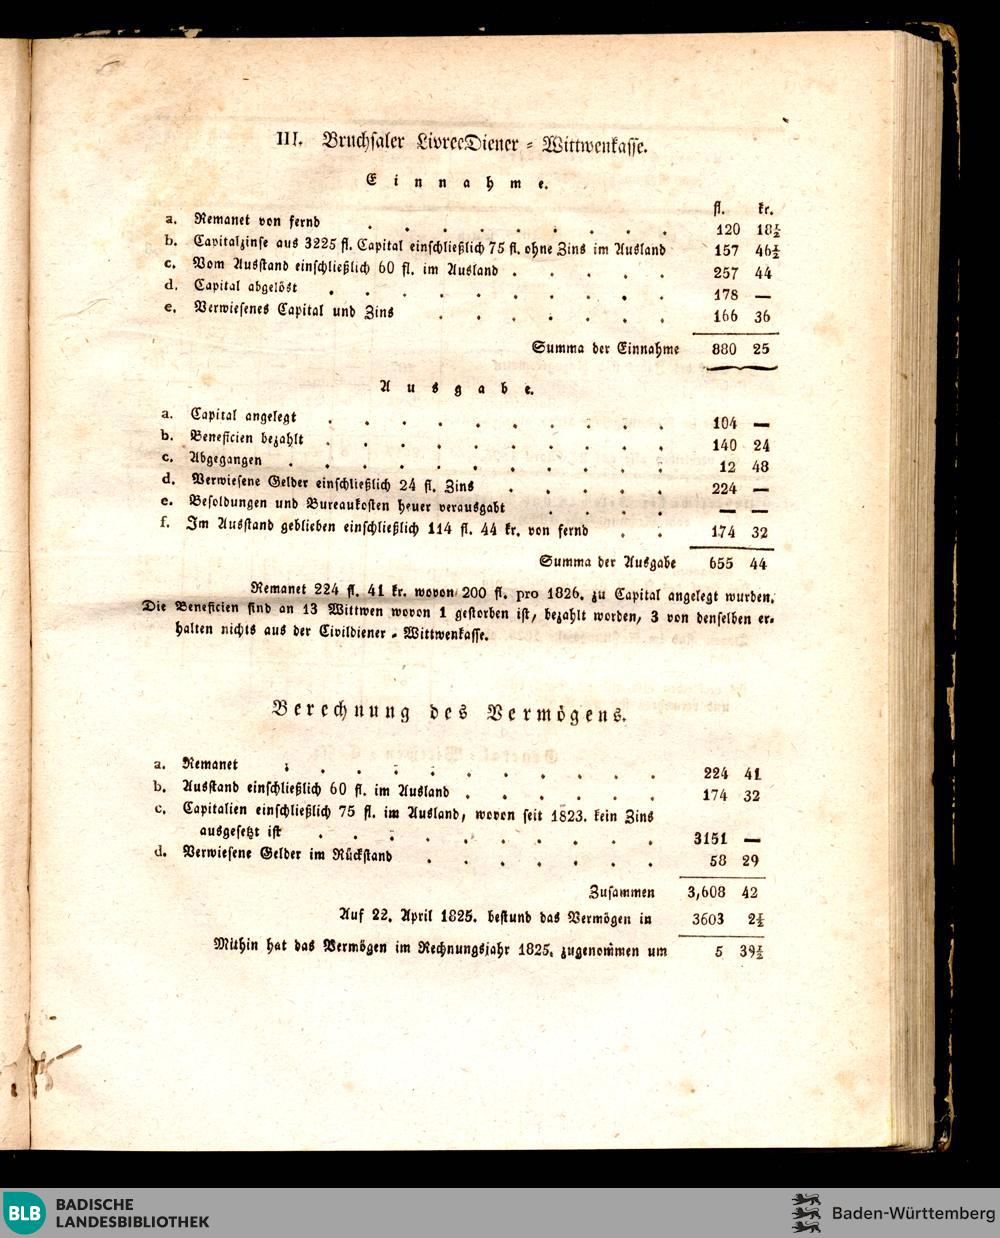 III. Bruchsaler LivreeDiener-Wittwenkasse.
Einnahme.
fl. kr.
a. Remanet von fernd . . . . . . . . . 120 18½
b. Capitalzinse aus 3225 fl. Capital einschließlich 75 fl. ohne Zins im Ausland 157 46½
c. Vom Ausstand einschließlich 60 fl. im Ausland . . . . . 257 44
d. Capital abgelöst . . . . . . . . . . 178 —
e. Verwiesenes Capital und Zins . . . . . . . 166 36
Summa der Einnahme 880 25
Ausgabe.
a. Capital angelegt . . . . . . . . . . 104 —
b. Beneficien bezahlt . . . . . . . . . . 140 24
c. Abgegangen . . . . . . . . . . . 12 48
d. Verwiesene Gelder einschließlich 24 fl. Zins . . . . . 224 —
e. Besoldungen und Bureaukosten heuer verausgabt . . . . — —
f. Im Ausstand geblieben einschließlich 114 fl. 44 kr. von fernd . . 174 32
Summa der Ausgabe 655 44
Remanet 224 fl. 41 kr. wovon 200 fl. pro 1826. zu Capital angelegt wurden.
Die Beneficien sind an 13 Wittwen wovon 1 gestorben ist, bezahlt worden, 3 von denselben er-
halten nichts aus der Civildiener-Wittwenkasse.
Berechnung des Vermögens.
a. Remanet . . . . . . . . . . . 224 41
b. Ausstand einschließlich 60 fl. im Ausland . . . . . . 174 32
c. Capitalien einschließlich 75 fl. im Ausland, wovon seit 1823. kein Zins
ausgesetzt ist . . . . . . . . . . 3151 —
d. Verwiesene Gelder im Rückstand . . . . . . . 58 29
Zusammen 3,608 42
Auf 22. April 1825. bestund das Vermögen in 3603 2½
Mithin hat das Vermögen im Rechnungsjahr 1825. zugenommen um 5 39½
BLB BADISCHE
LANDESBIBLIOTHEK
Baden-Württemberg